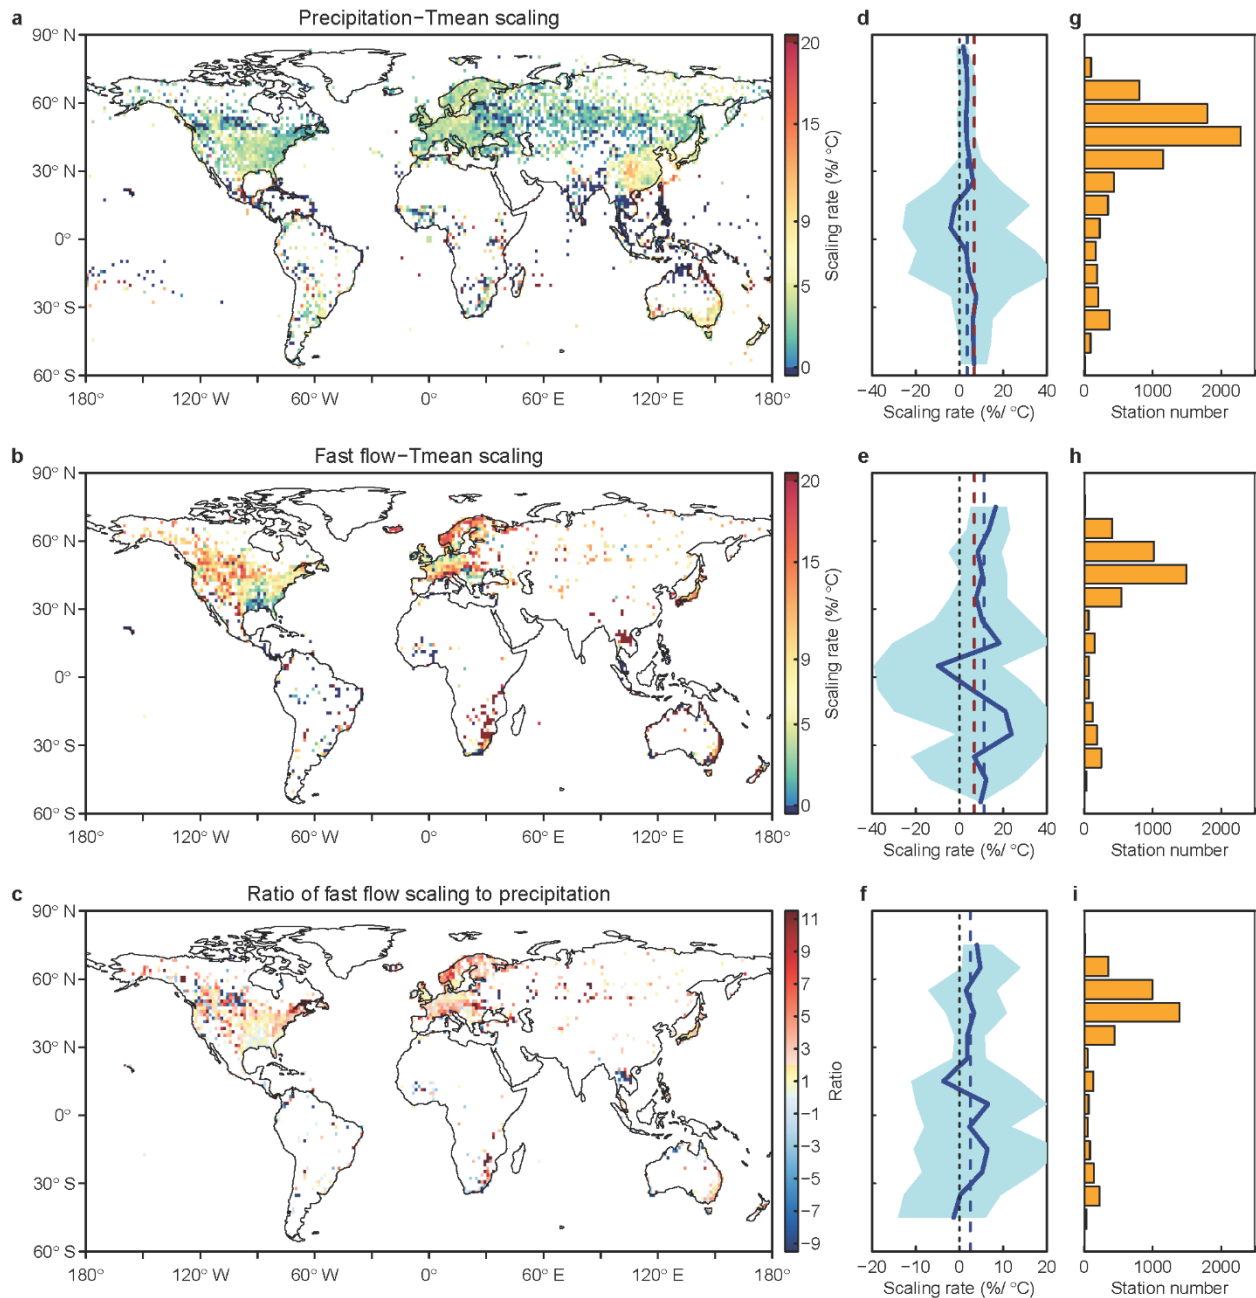 a Precipitation−Tmean scaling d g
90° N
60° N
30° N
0°
30° S
60° S
180° 120° W 60° W 0° 60° E 120° E 180°
20
15
9
5
0
Scaling rate (%/ °C)
−40 −20 0 20 40
Scaling rate (%/ °C)
0 1000 2000
Station number
b Fast flow−Tmean scaling e h
90° N
60° N
30° N
0°
30° S
60° S
180° 120° W 60° W 0° 60° E 120° E 180°
20
15
9
5
0
Scaling rate (%/ °C)
−40 −20 0 20 40
Scaling rate (%/ °C)
0 1000 2000
Station number
c Ratio of fast flow scaling to precipitation f i
90° N
60° N
30° N
0°
30° S
60° S
180° 120° W 60° W 0° 60° E 120° E 180°
11
9
7
5
3
1
−1
−3
−5
−7
−9
Ratio
−20 −10 0 10 20
Scaling rate (%/ °C)
0 1000 2000
Station number